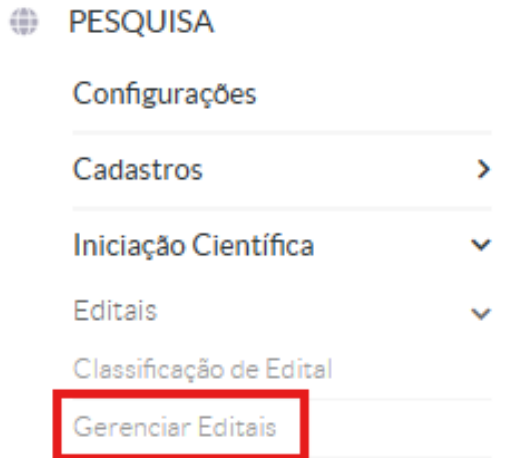 PESQUISA
Configurações
Cadastros
Iniciação Científica
Editais
Classificação de Edital
Gerenciar Editais